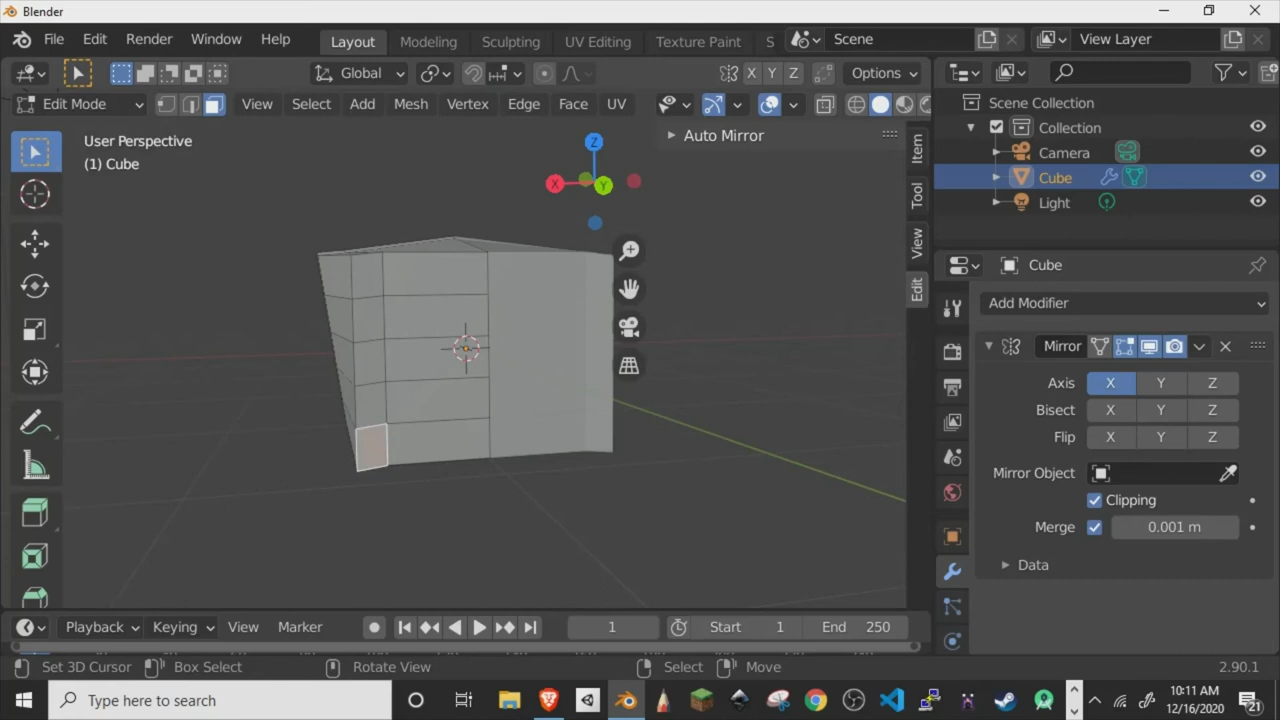 Blender
File Edit Render Window Help Layout Modeling Sculpting UV Editing Texture Paint S Scene View Layer
Global X Y Z Options
Edit Mode View Select Add Mesh Vertex Edge Face UV
User Perspective
(1) Cube
Z
X
Y
Auto Mirror
Item
Tool
View
Edit
Scene Collection
Collection
Camera
Cube
Light
Cube
Add Modifier
Mirror
Axis X Y Z
Bisect X Y Z
Flip X Y Z
Mirror Object
Clipping
Merge 0.001 m
Data
Playback Keying View Marker 1 Start 1 End 250
Set 3D Cursor Box Select Rotate View Select Move 2.90.1
Type here to search
10:11 AM
12/16/2020
21